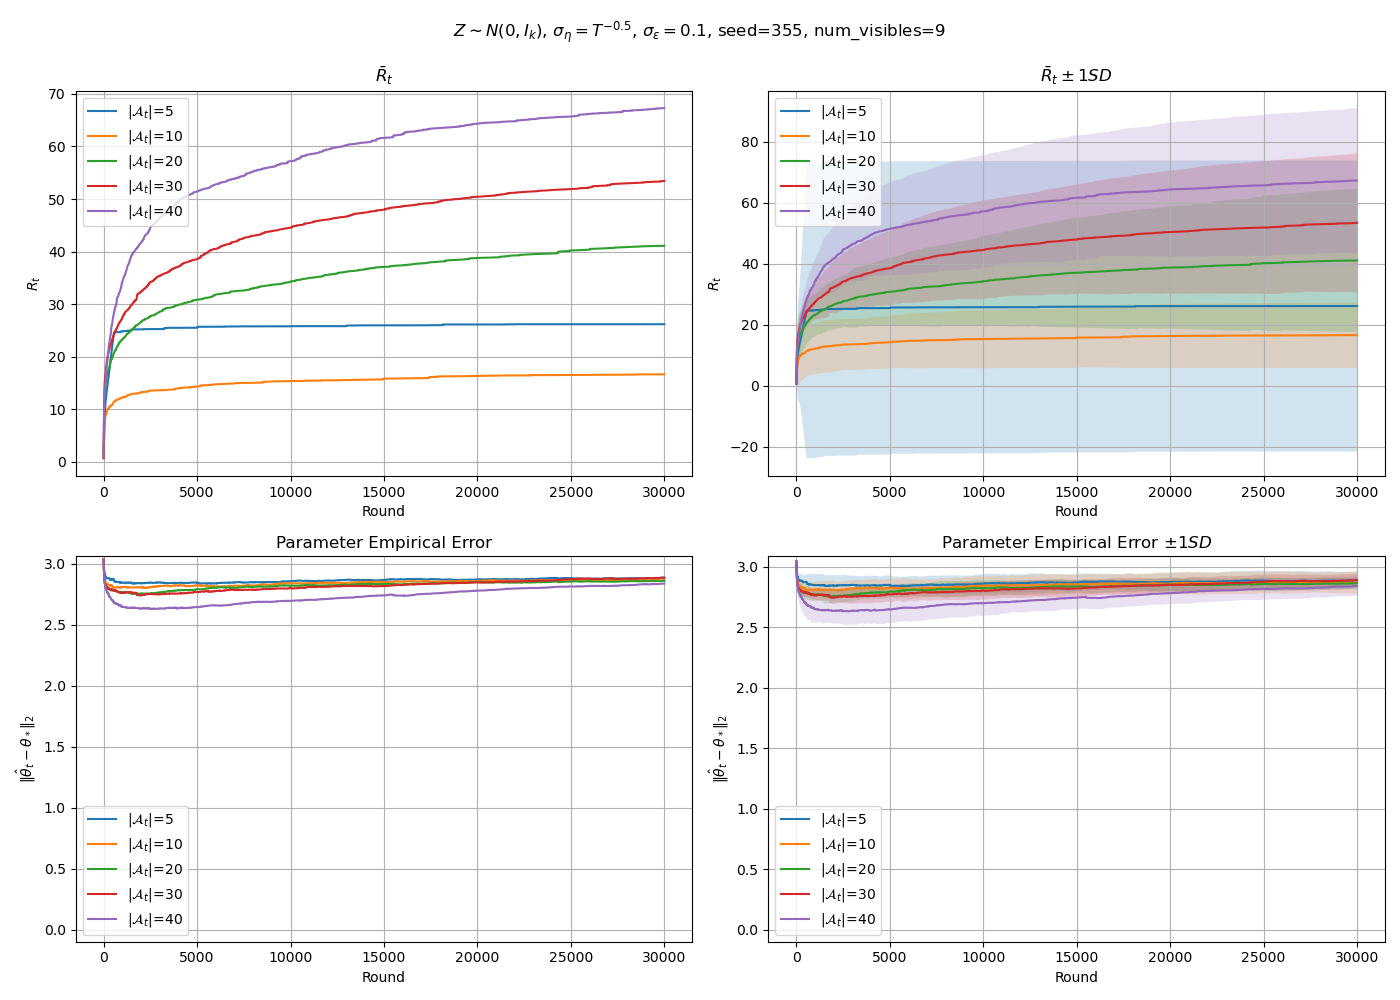 Z ∼ N(0, I_k), σ_η = T^{−0.5}, σ_ε = 0.1, seed=355, num_visibles=9
R̄_t
R_t
70
60
50
40
30
20
10
0
|𝒜_t|=5
|𝒜_t|=10
|𝒜_t|=20
|𝒜_t|=30
|𝒜_t|=40
0 5000 10000 15000 20000 25000 30000
Round
R̄_t ± 1SD
R_t
80
60
40
20
0
−20
|𝒜_t|=5
|𝒜_t|=10
|𝒜_t|=20
|𝒜_t|=30
|𝒜_t|=40
0 5000 10000 15000 20000 25000 30000
Round
Parameter Empirical Error
‖θ̂_t − θ_*‖_2
3.0
2.5
2.0
1.5
1.0
0.5
0.0
|𝒜_t|=5
|𝒜_t|=10
|𝒜_t|=20
|𝒜_t|=30
|𝒜_t|=40
0 5000 10000 15000 20000 25000 30000
Round
Parameter Empirical Error ±1SD
‖θ̂_t − θ_*‖_2
3.0
2.5
2.0
1.5
1.0
0.5
0.0
|𝒜_t|=5
|𝒜_t|=10
|𝒜_t|=20
|𝒜_t|=30
|𝒜_t|=40
0 5000 10000 15000 20000 25000 30000
Round